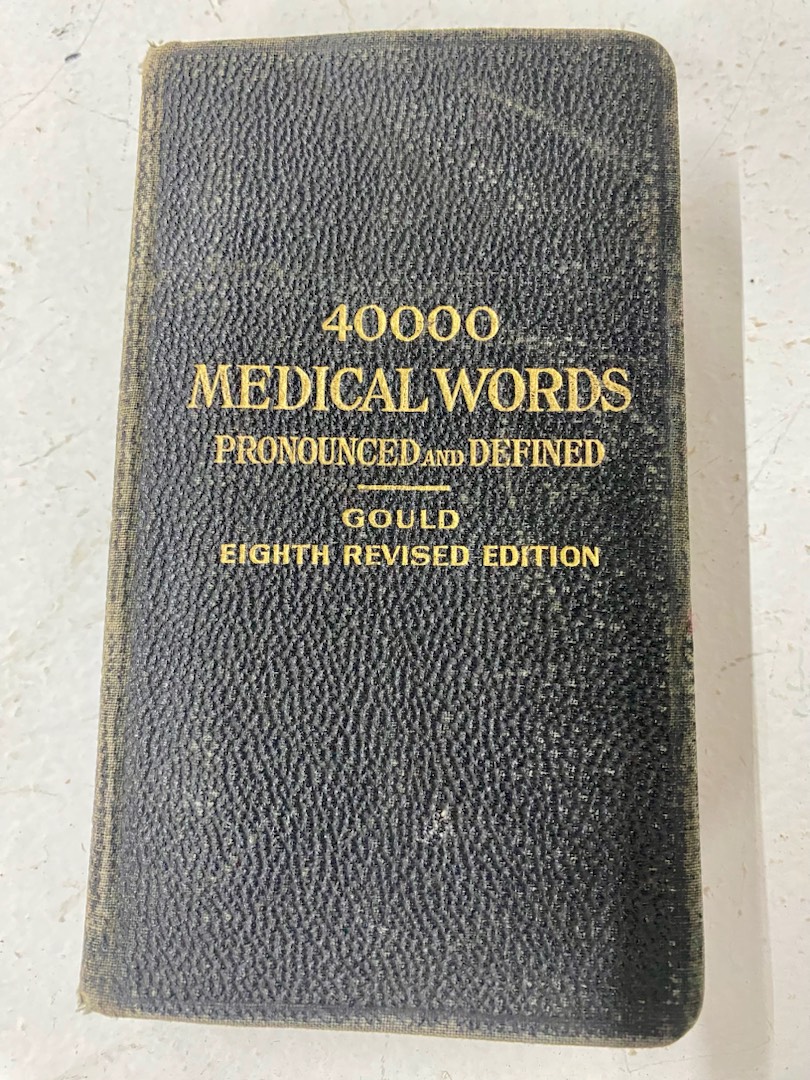 40000
MEDICAL WORDS
PRONOUNCED AND DEFINED
GOULD
EIGHTH REVISED EDITION